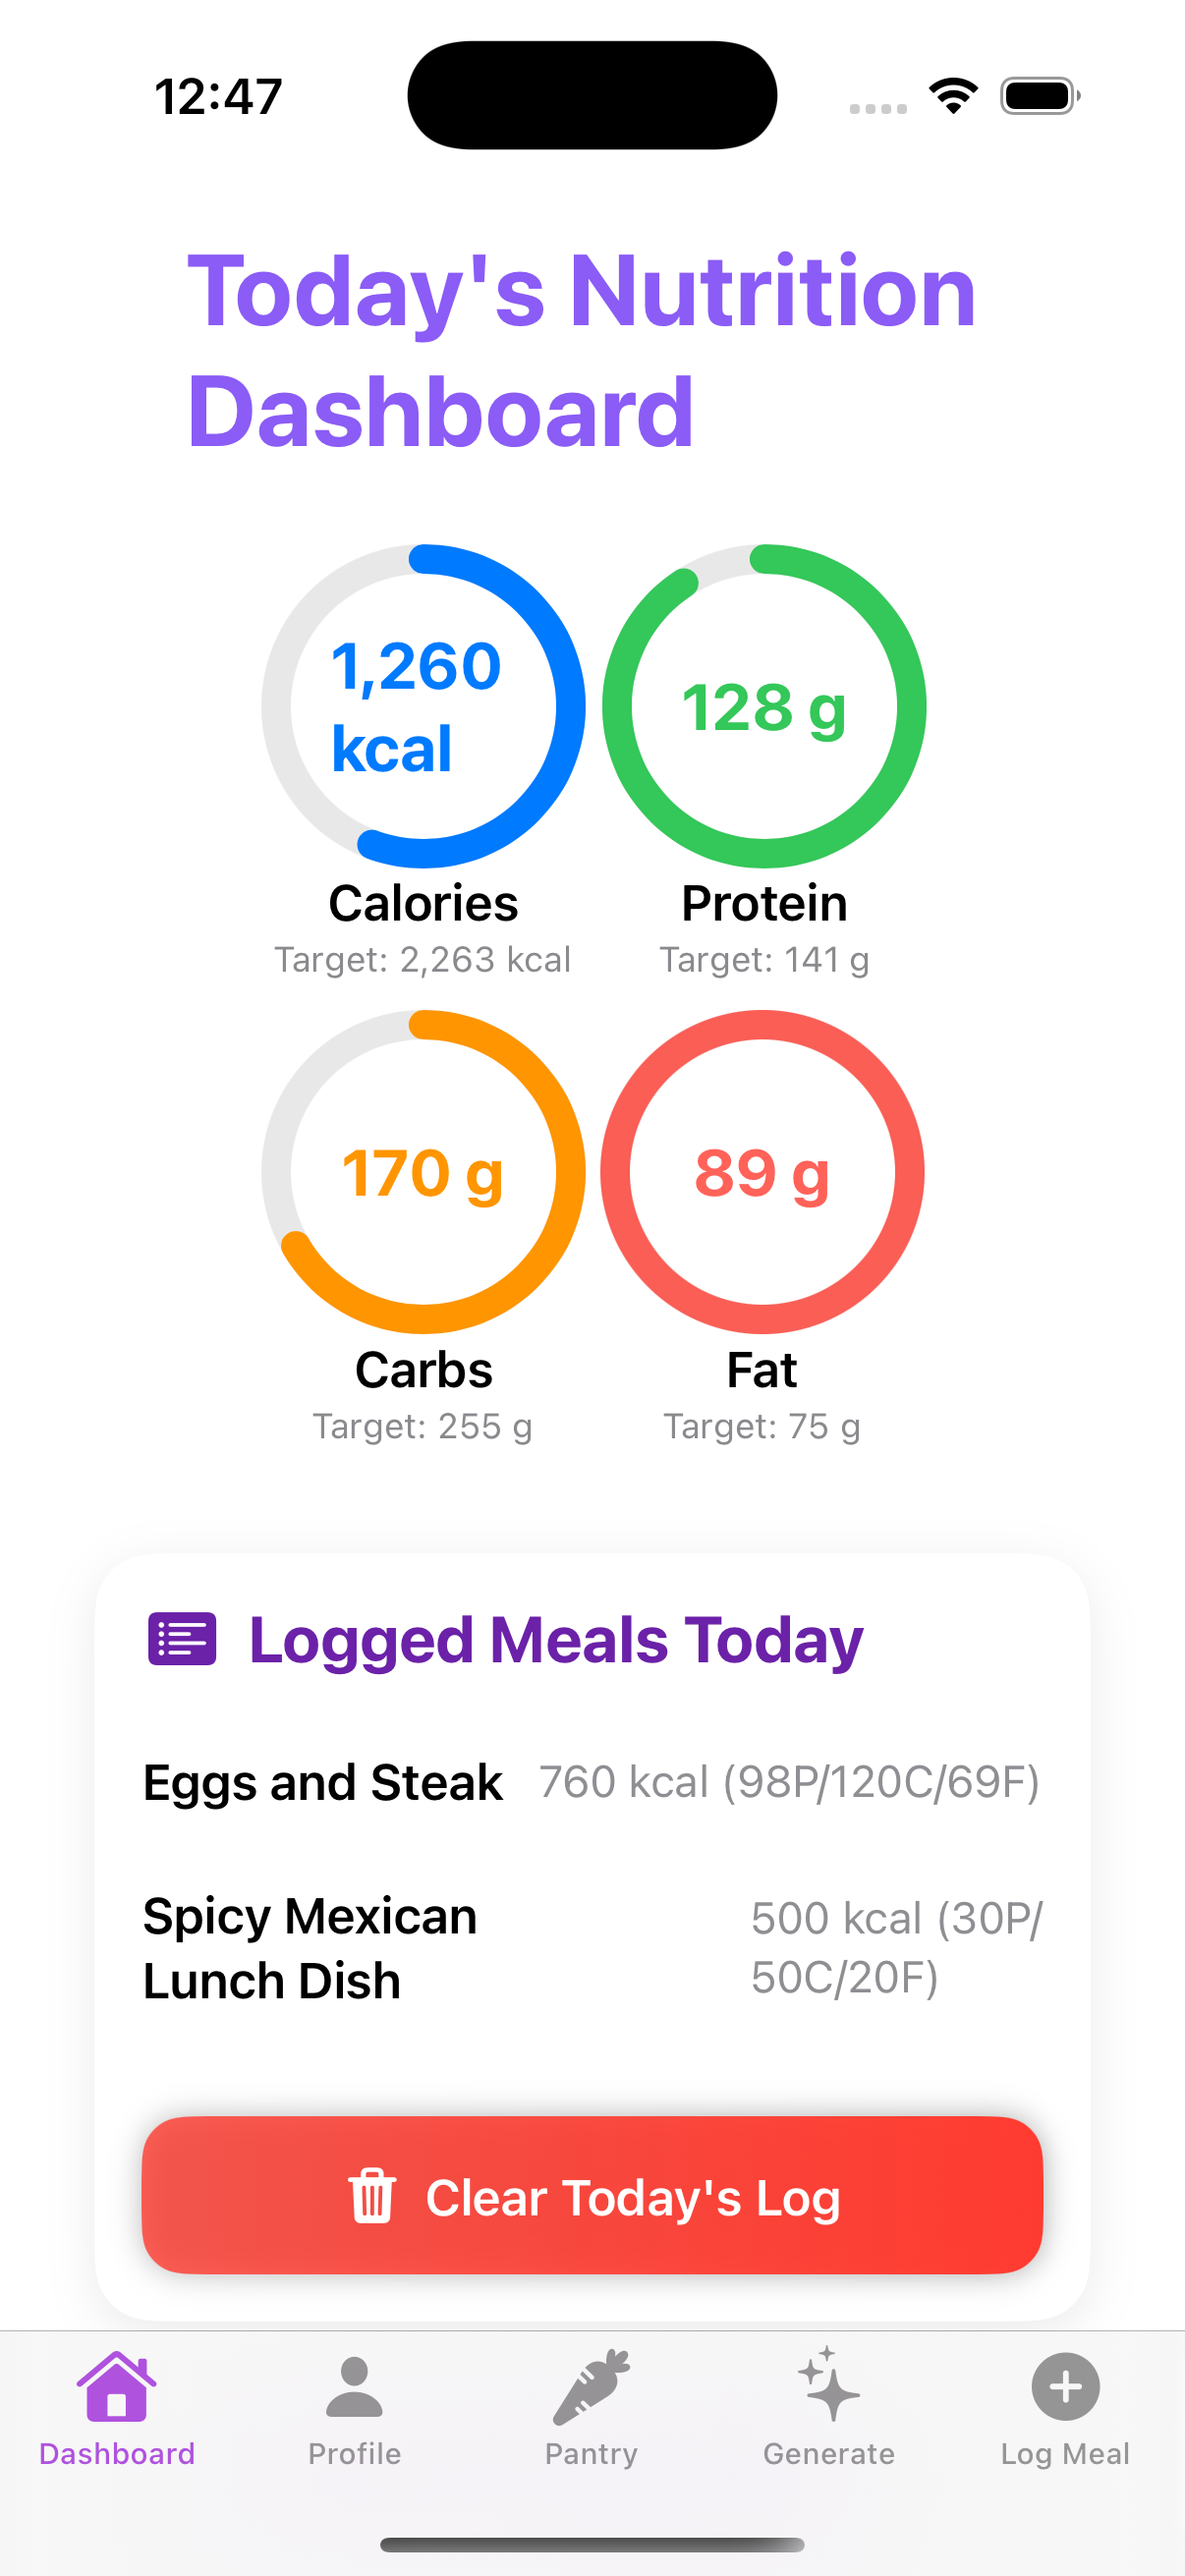 12:47
Today's Nutrition
Dashboard
1,260
kcal
128 g
Calories
Protein
Target: 2,263 kcal
Target: 141 g
170 g
89 g
Carbs
Fat
Target: 255 g
Target: 75 g
Logged Meals Today
Eggs and Steak 760 kcal (98P/120C/69F)
Spicy Mexican
Lunch Dish
500 kcal (30P/
50C/20F)
Clear Today's Log
Dashboard
Profile
Pantry
Generate
Log Meal